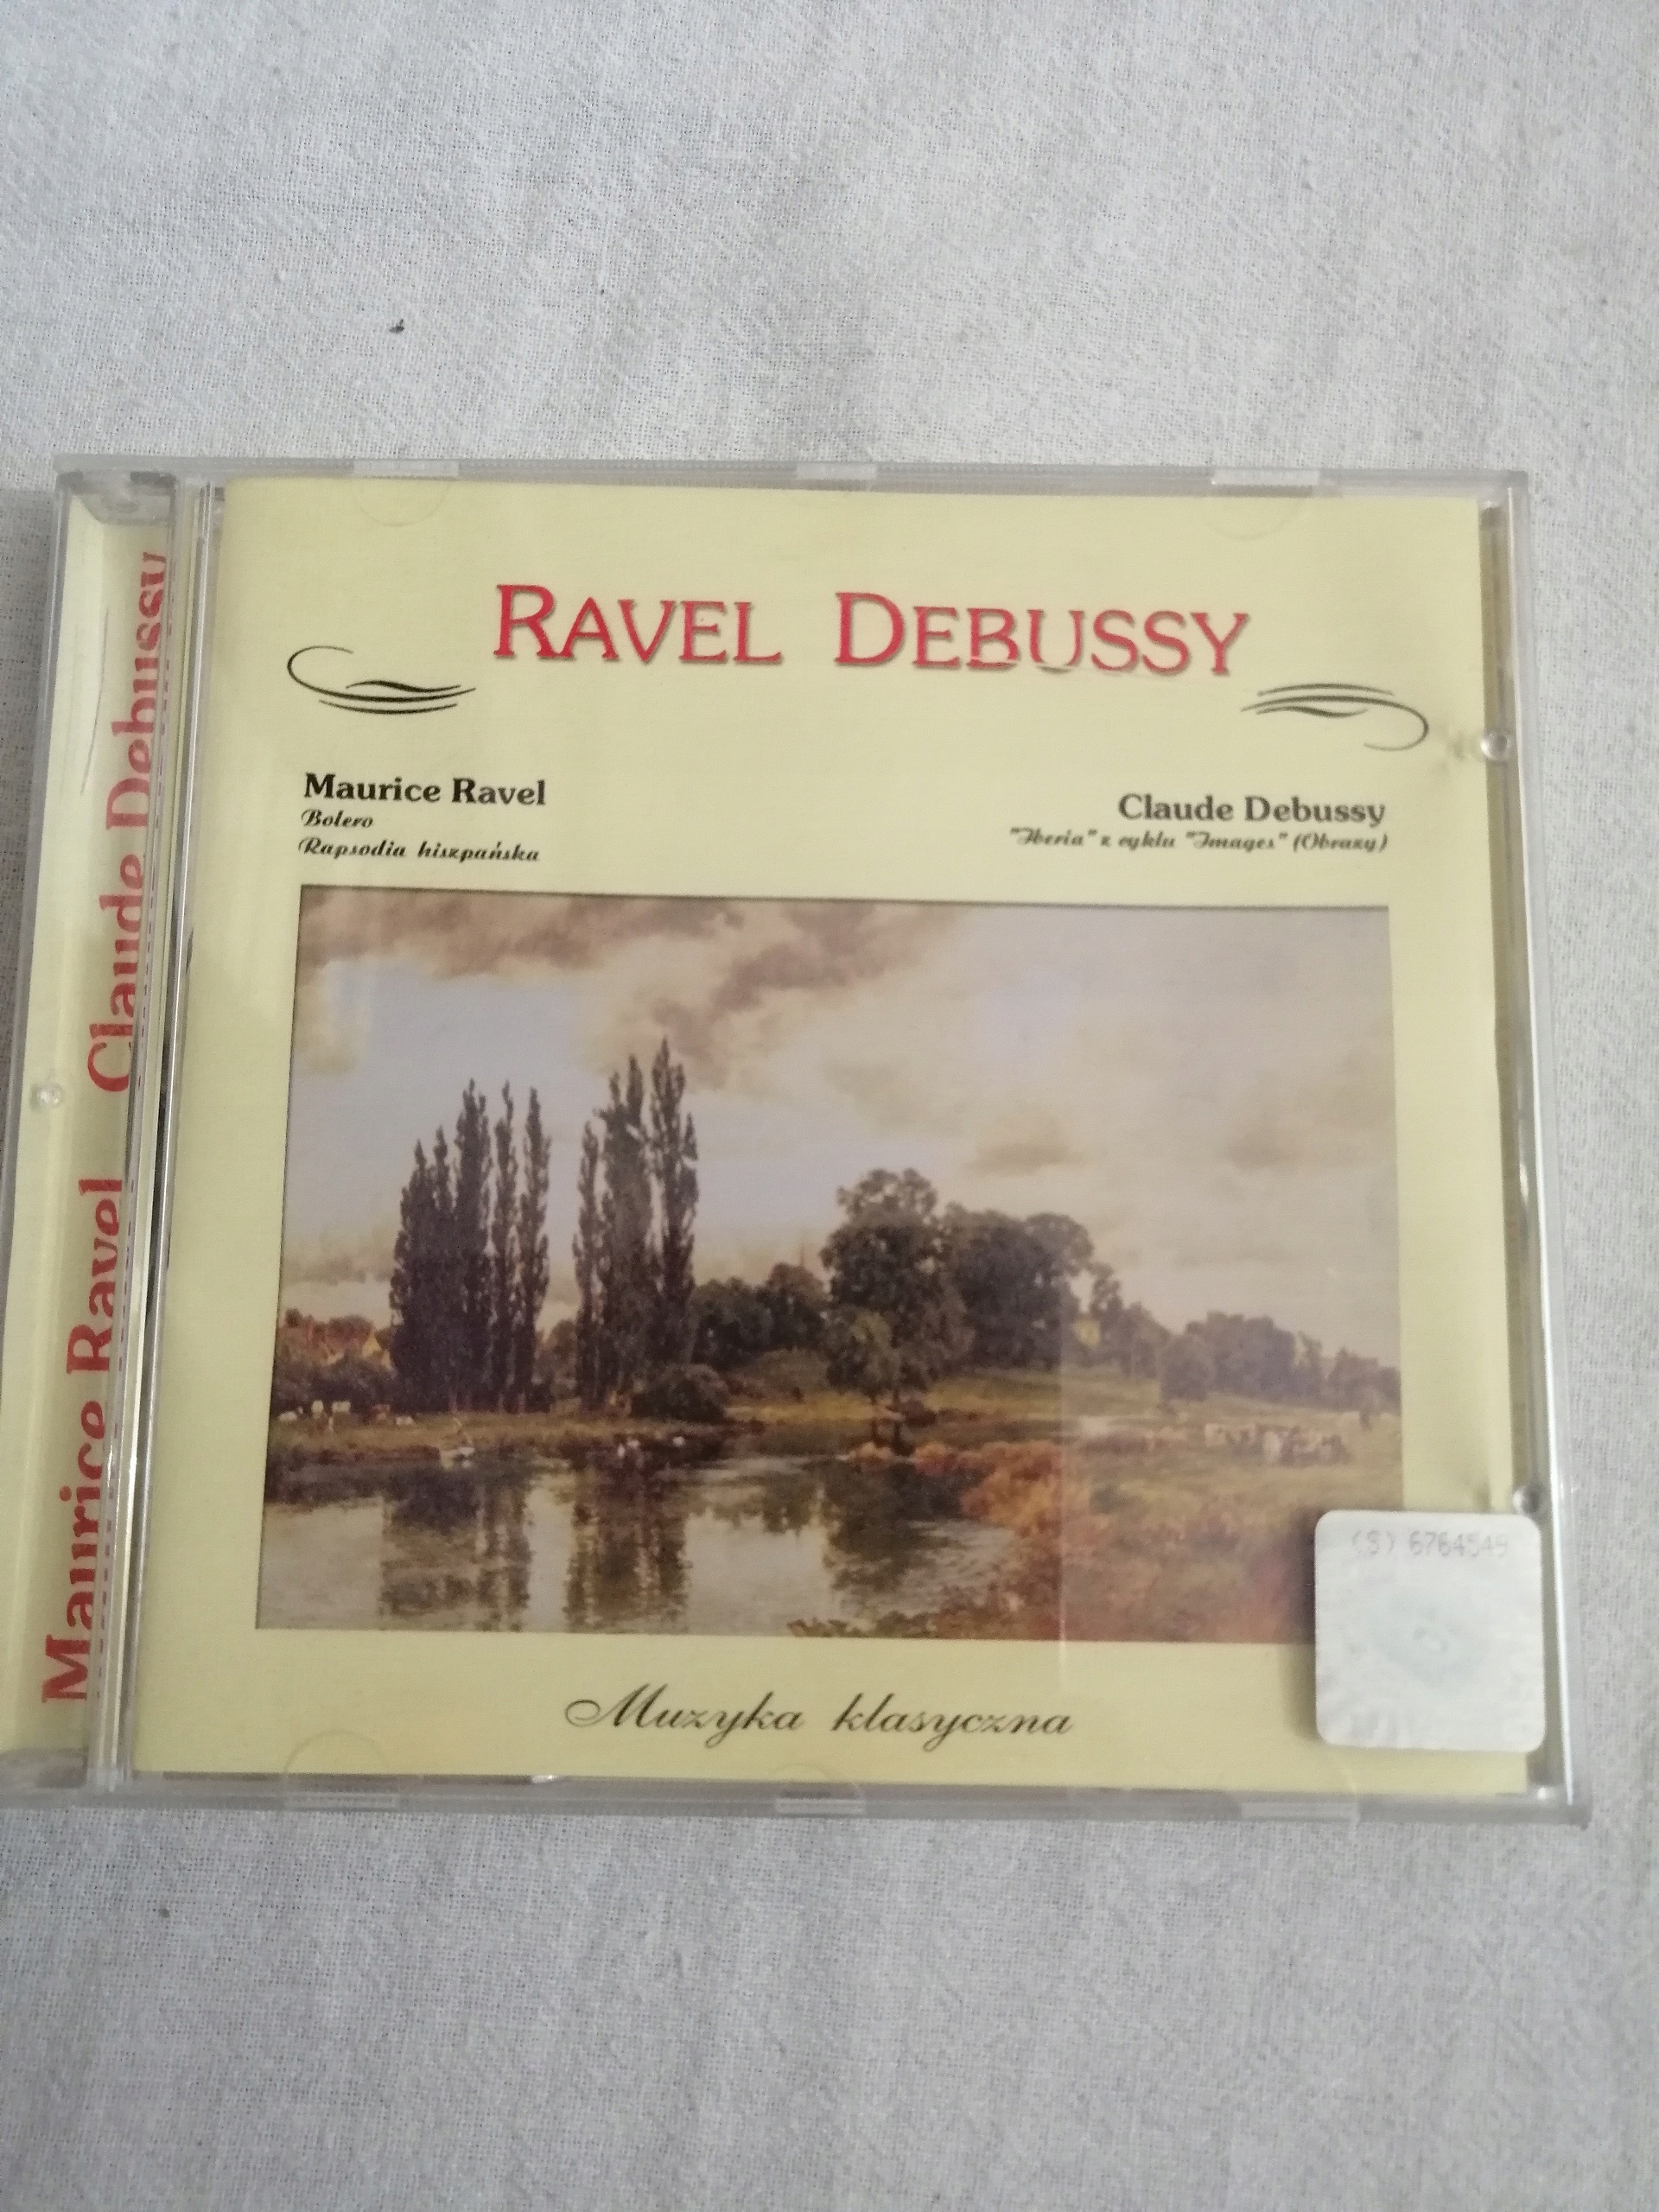 RAVEL DEBUSSY
Maurice Ravel
Bolero
Rapsodia hiszpańska
Claude Debussy
"Iberia" z cyklu "Images" (Obrazy)
(S) 6764549
Muzyka klasyczna
Maurice Ravel Claude Debussy